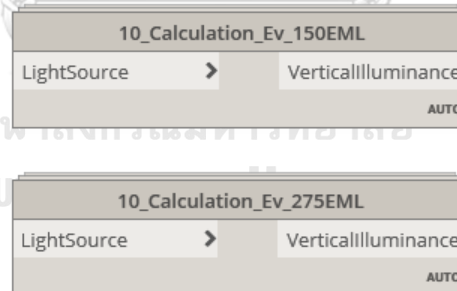 10_Calculation_Ev_150EML
LightSource > VerticalIlluminance
AUTO
10_Calculation_Ev_275EML
LightSource > VerticalIlluminance
AUTO